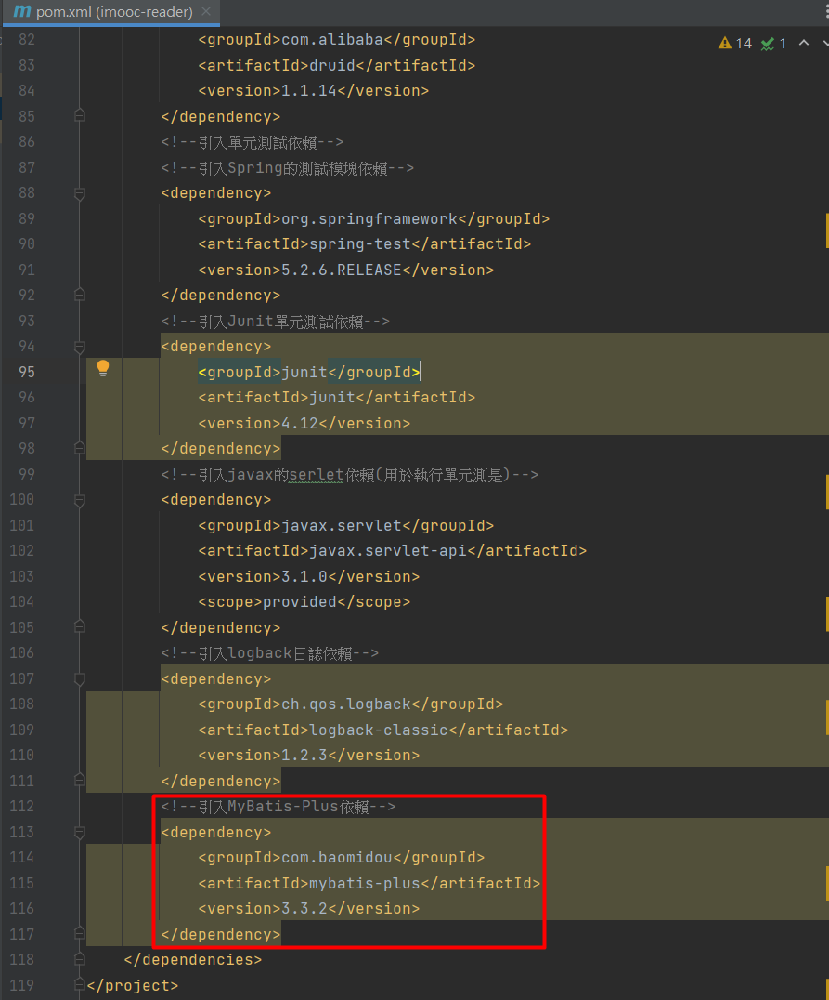 pom.xml (imooc-reader)
14 1
82 <groupId>com.alibaba</groupId>
83 <artifactId>druid</artifactId>
84 <version>1.1.14</version>
85 </dependency>
86 <!--引入單元測試依賴-->
87 <!--引入Spring的測試模塊依賴-->
88 <dependency>
89 <groupId>org.springframework</groupId>
90 <artifactId>spring-test</artifactId>
91 <version>5.2.6.RELEASE</version>
92 </dependency>
93 <!--引入Junit單元測試依賴-->
94 <dependency>
95 <groupId>junit</groupId>
96 <artifactId>junit</artifactId>
97 <version>4.12</version>
98 </dependency>
99 <!--引入javax的serlet依賴(用於執行單元測是)-->
100 <dependency>
101 <groupId>javax.servlet</groupId>
102 <artifactId>javax.servlet-api</artifactId>
103 <version>3.1.0</version>
104 <scope>provided</scope>
105 </dependency>
106 <!--引入logback日誌依賴-->
107 <dependency>
108 <groupId>ch.qos.logback</groupId>
109 <artifactId>logback-classic</artifactId>
110 <version>1.2.3</version>
111 </dependency>
112 <!--引入MyBatis-Plus依賴-->
113 <dependency>
114 <groupId>com.baomidou</groupId>
115 <artifactId>mybatis-plus</artifactId>
116 <version>3.3.2</version>
117 </dependency>
118 </dependencies>
119 </project>